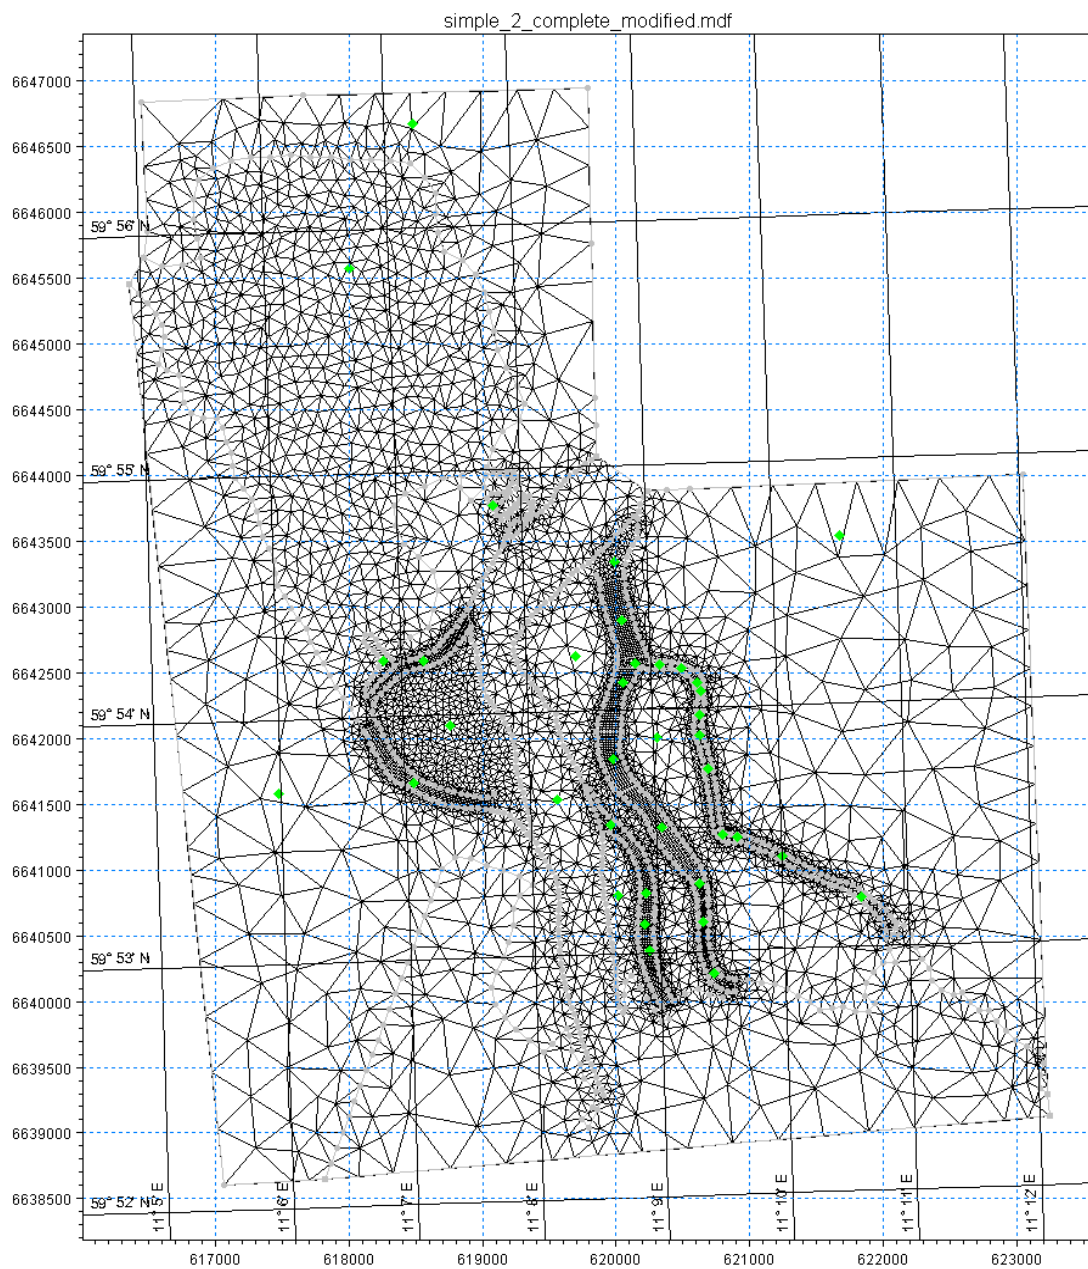 simple_2_complete_modified.mdf
6647000
6646500
6646000
59° 56' N
6645500
6645000
6644500
6644000
59° 55' N
6643500
6643000
6642500
59° 54' N
6642000
6641500
6641000
6640500
59° 53' N
6640000
6639500
6639000
6638500
59° 52' N
11° 5' E
11° 6' E
11° 7' E
11° 8' E
11° 9' E
11° 10' E
11° 11' E
11° 12' E
617000 618000 619000 620000 621000 622000 623000